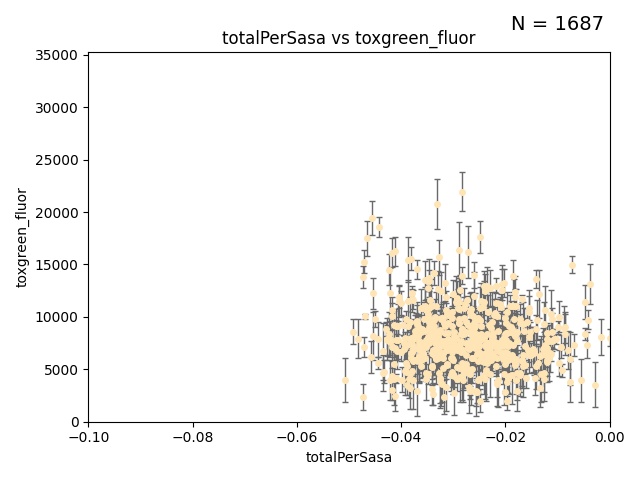 N = 1687
totalPerSasa vs toxgreen_fluor
35000
30000
25000
20000
15000
10000
5000
0
toxgreen_fluor
−0.10 −0.08 −0.06 −0.04 −0.02 0.00
totalPerSasa